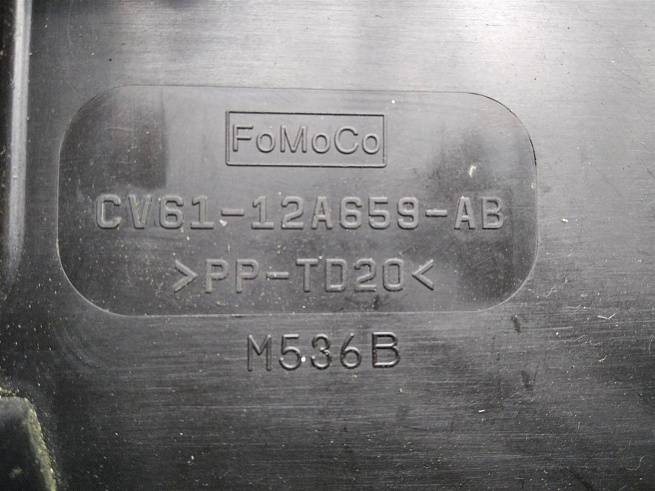 FoMoCo
CV61-12A659-AB
>PP-TD20<
M536B